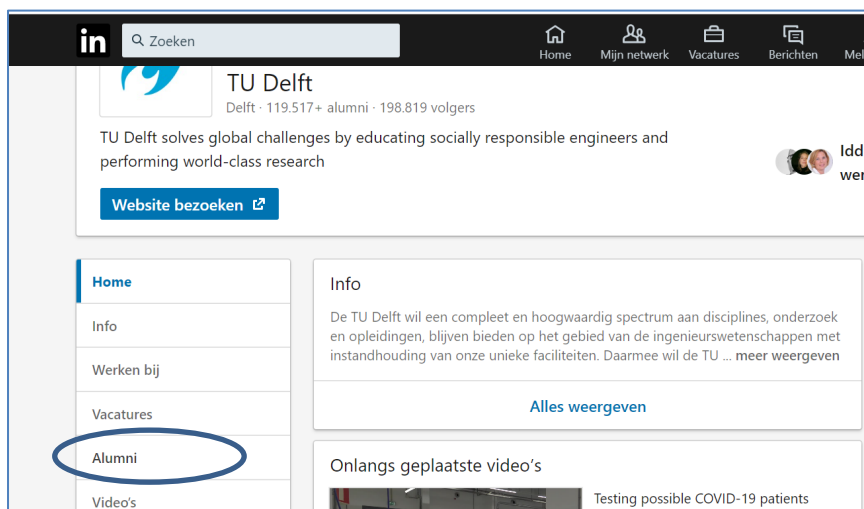 in
Zoeken
Home
Mijn netwerk
Vacatures
Berichten
TU Delft
Delft · 119.517+ alumni · 198.819 volgers
TU Delft solves global challenges by educating socially responsible engineers and
performing world-class research
Website bezoeken
Home
Info
Werken bij
Vacatures
Alumni
Video's
Info
De TU Delft wil een compleet en hoogwaardig spectrum aan disciplines, onderzoek
en opleidingen, blijven bieden op het gebied van de ingenieurswetenschappen met
instandhouding van onze unieke faciliteiten. Daarmee wil de TU ... meer weergeven
Alles weergeven
Onlangs geplaatste video's
Testing possible COVID-19 patients